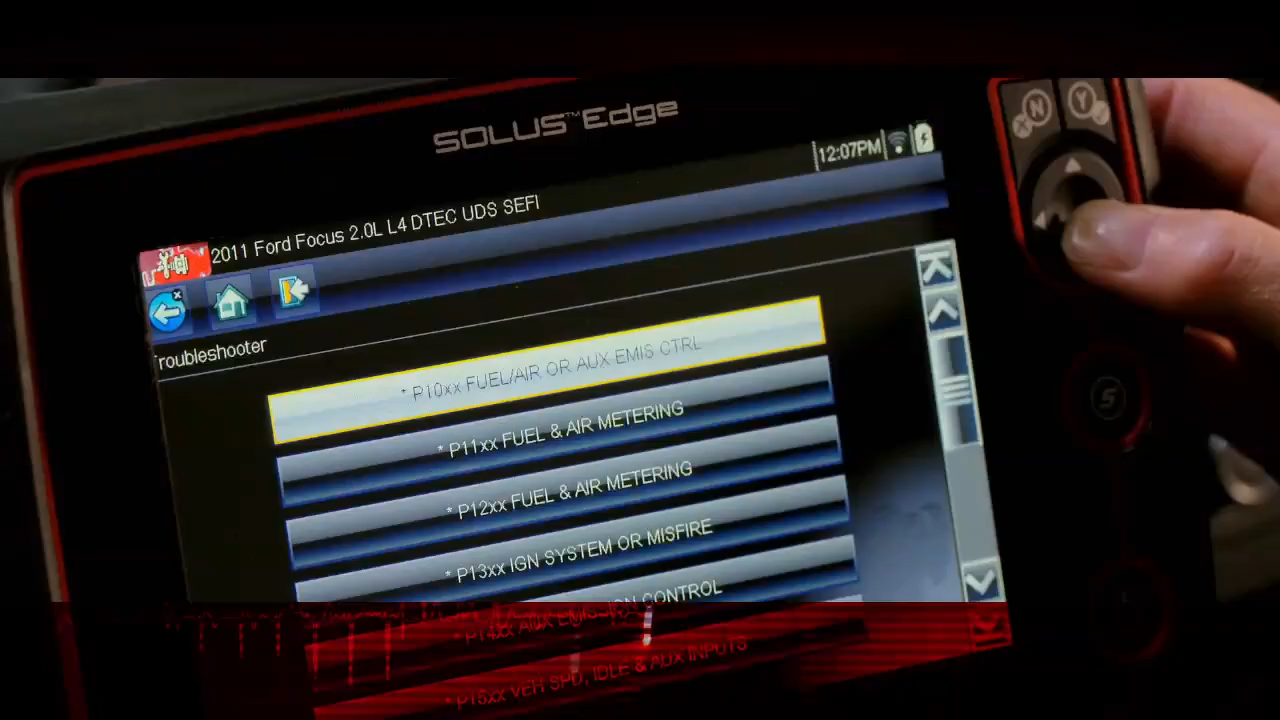 SOLUS™Edge
12:07PM
2011 Ford Focus 2.0L L4 DTEC UDS SEFI
Troubleshooter
* P10xx FUEL/AIR OR AUX EMIS CTRL
* P11xx FUEL & AIR METERING
* P12xx FUEL & AIR METERING
* P13xx IGN SYSTEM OR MISFIRE
* P14xx AUX EMISSION CONTROL
* P15xx VEH SPD, IDLE & AUX INPUTS
N
X
Y
S